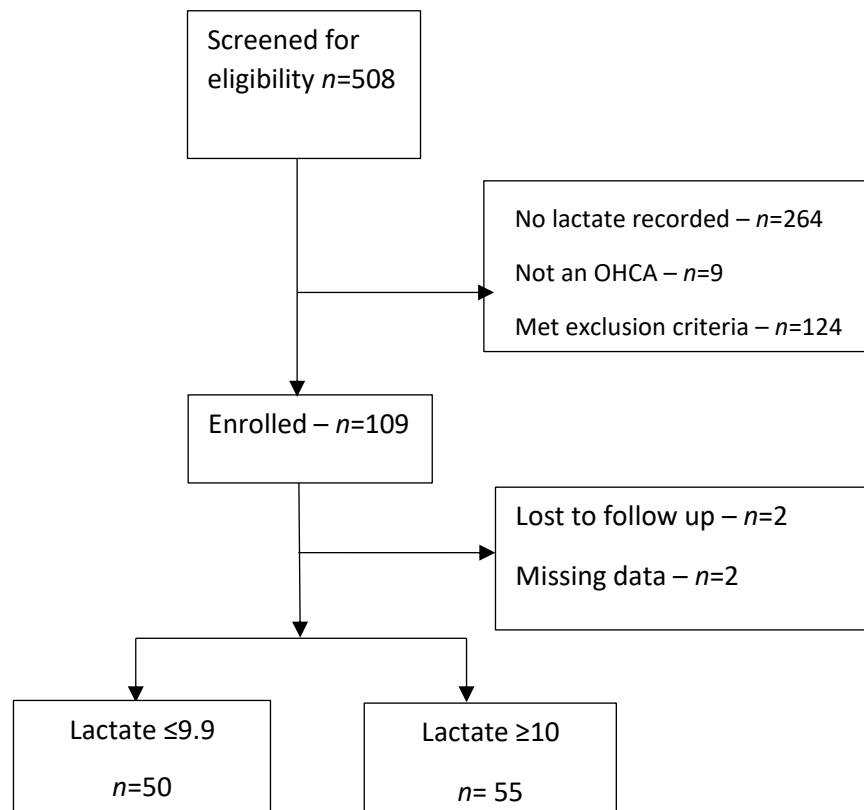 Screened for
eligibility n=508
No lactate recorded – n=264
Not an OHCA – n=9
Met exclusion criteria – n=124
Enrolled – n=109
Lost to follow up – n=2
Missing data – n=2
Lactate ≤9.9
n=50
Lactate ≥10
n= 55